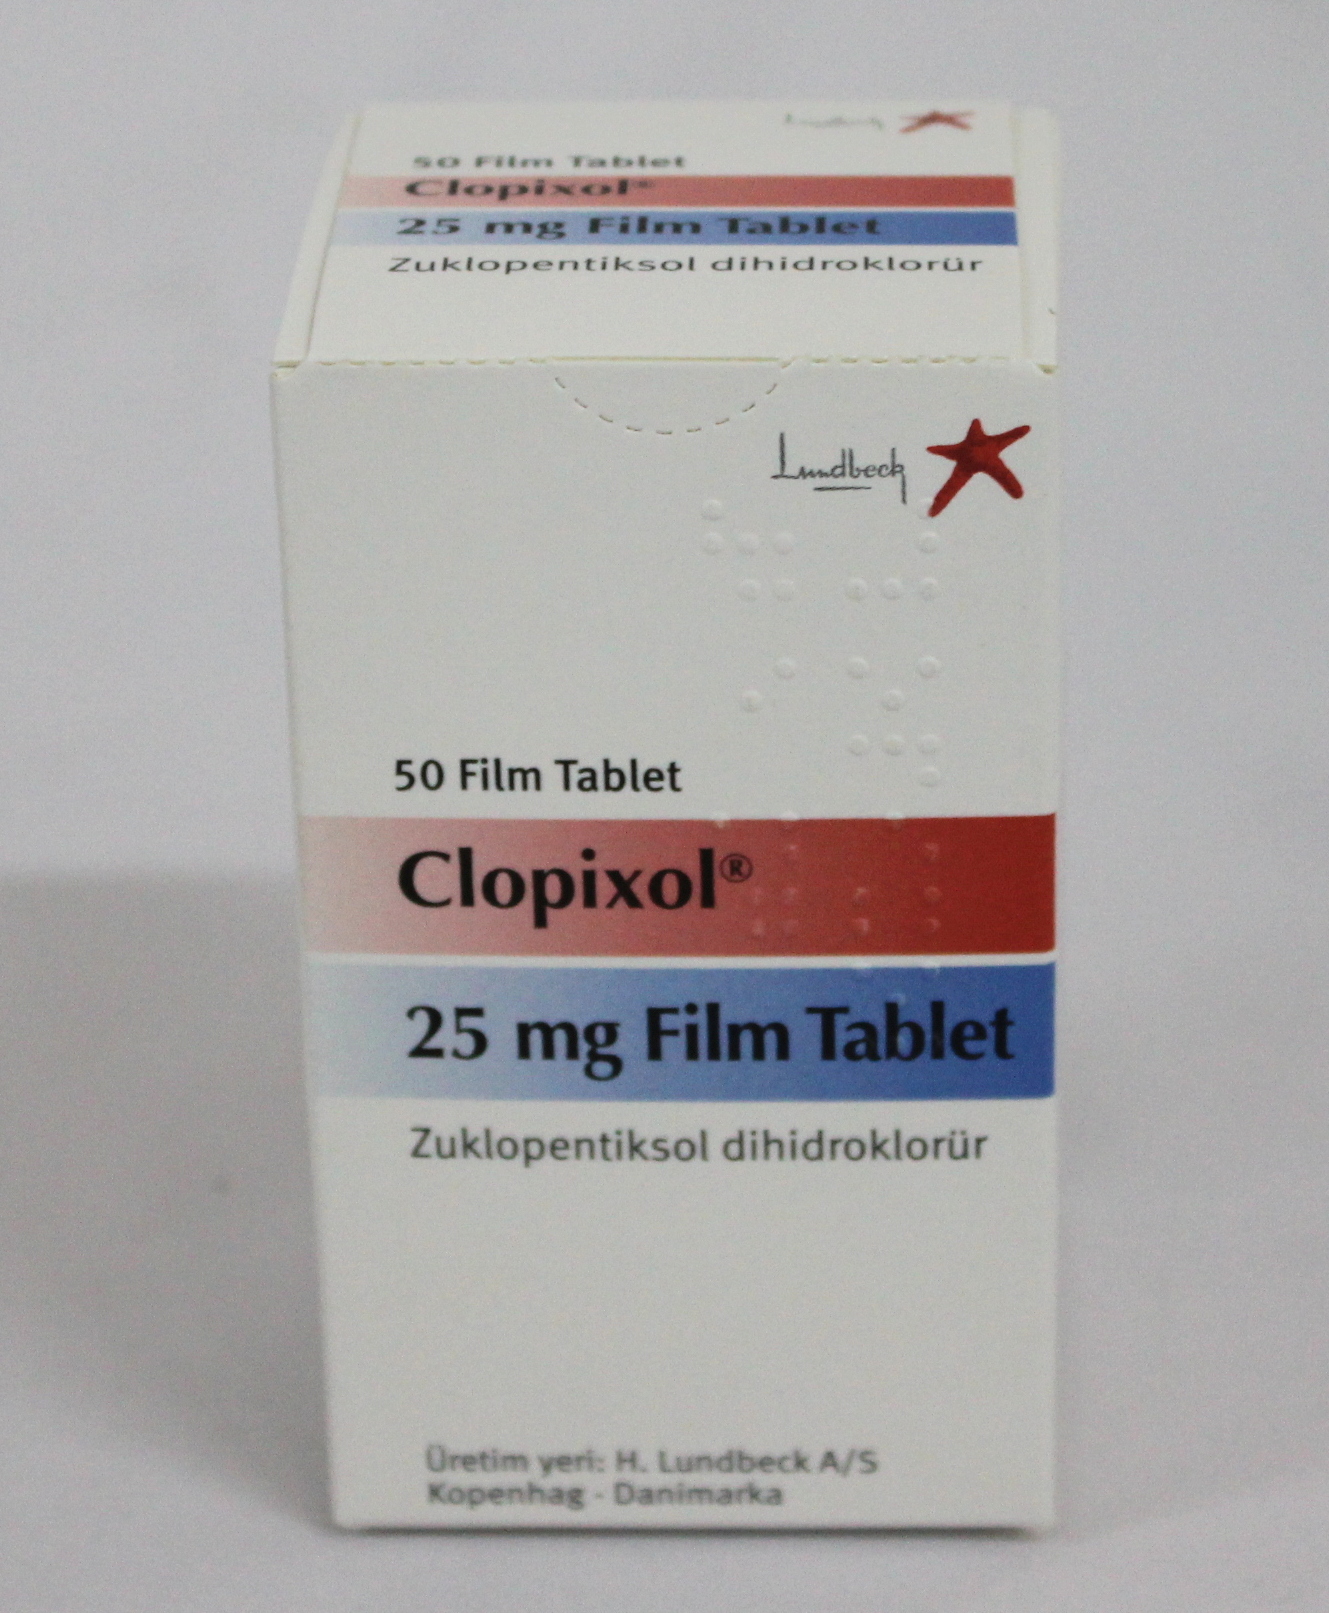 Lundbeck
50 Film Tablet
Clopixol®
25 mg Film Tablet
Zuklopentiksol dihidroklorür
Lundbeck
50 Film Tablet
Clopixol®
25 mg Film Tablet
Zuklopentiksol dihidroklorür
Üretim yeri: H. Lundbeck A/S
Kopenhag - Danimarka